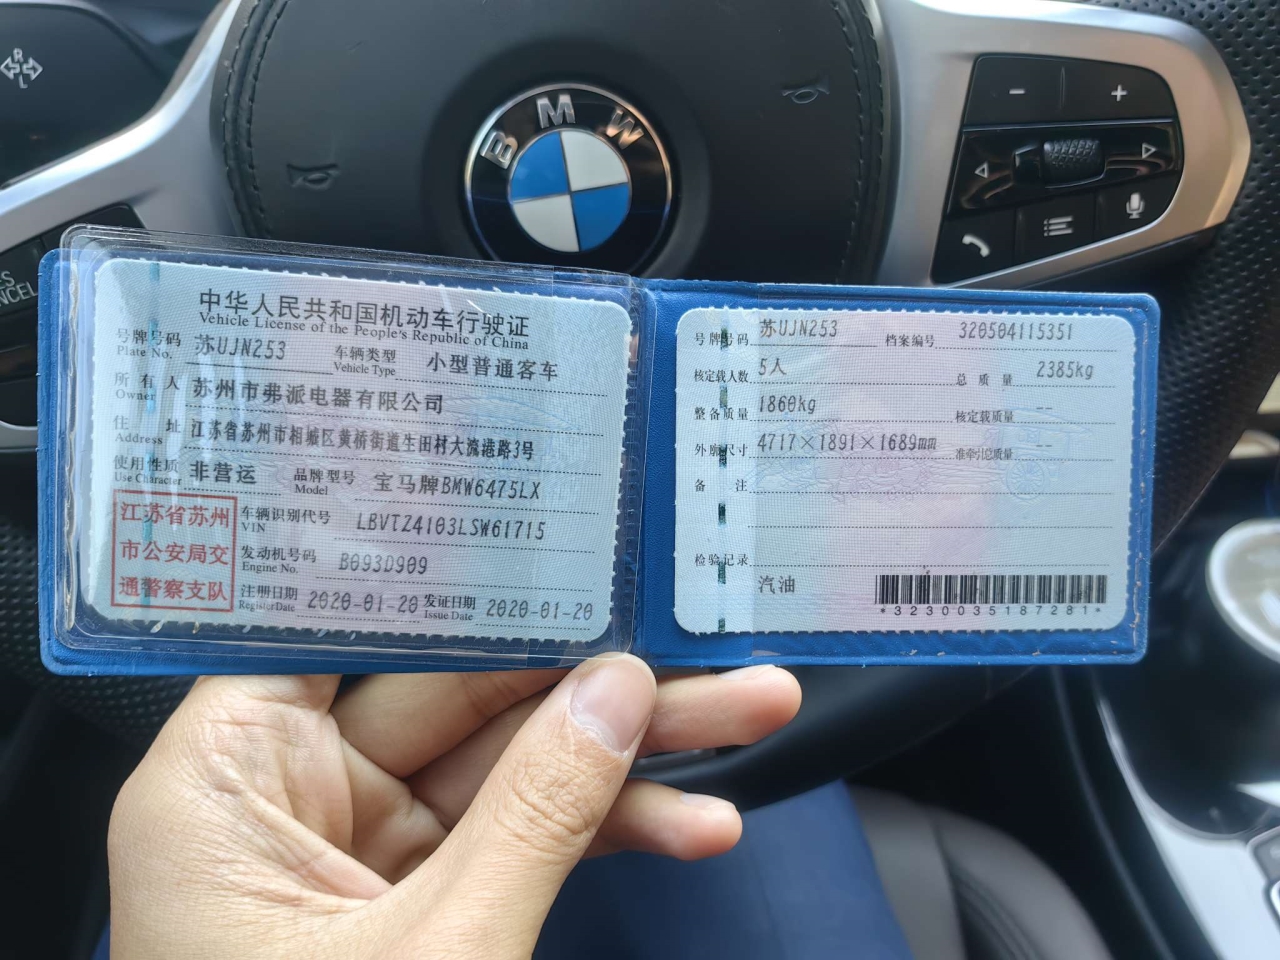 BMW
R
L
CANCEL
中华人民共和国机动车行驶证
Vehicle License of the People's Republic of China
号牌号码 苏UJN253 车辆类型 小型普通客车
Plate No. Vehicle Type
所有人 苏州市弗派电器有限公司
Owner
住址 江苏省苏州市相城区黄桥街道生田村大流港路3号
Address
使用性质 非营运 品牌型号 宝马牌BMW6475LX
Use Character Model
江苏省苏州
市公安局交
通警察支队
车辆识别代号 LBVTZ4103LSW61715
VIN
发动机号码 B093D909
Engine No.
注册日期 2020-01-20 发证日期 2020-01-20
Register Date Issue Date
号牌号码 苏UJN253 档案编号 320504115351
核定载人数 5人 总质量 2385kg
整备质量 1860kg 核定载质量 --
外廓尺寸 4717×1891×1689mm 准牵引总质量 --
备注
检验记录
汽油
*3230035187281*